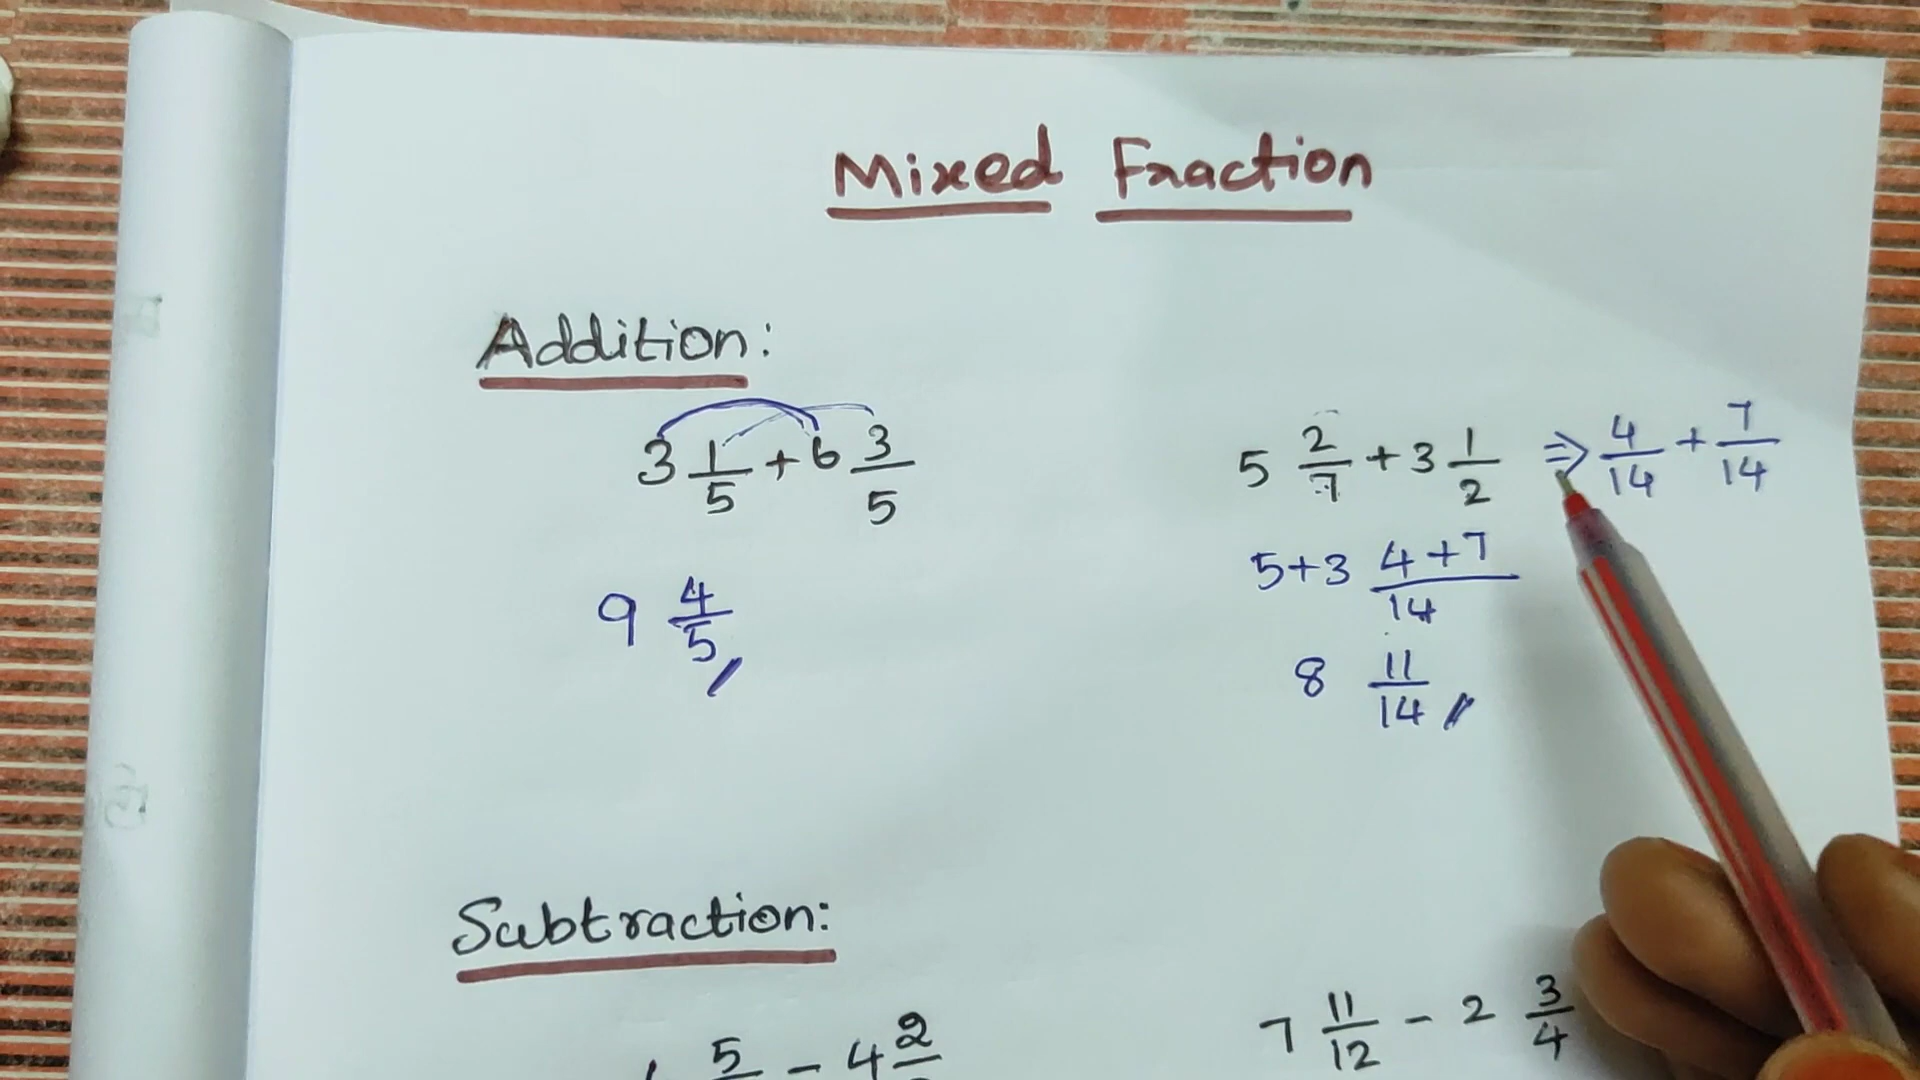 Mixed Fraction
Addition:
3 1/5 + 6 3/5
9 4/5
5 2/7 + 3 1/2 ⇒ 4/14 + 7/14
5+3 4+7/14
8 11/14
Subtraction:
5 - 4 2
7 11/12 - 2 3/4